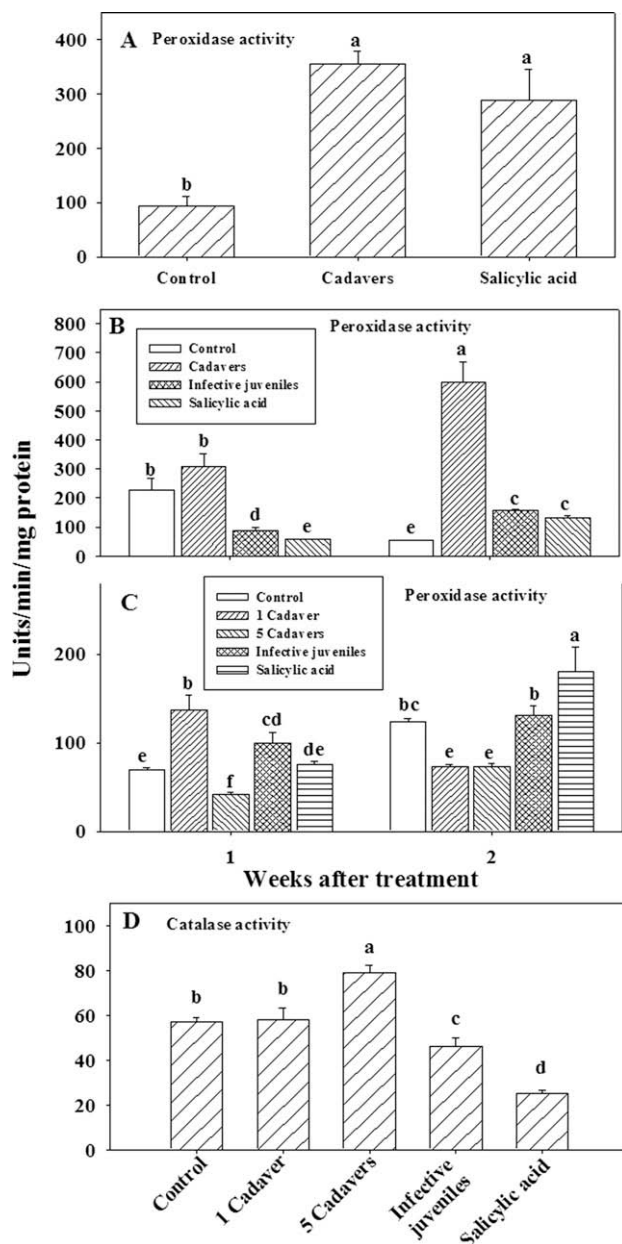 A Peroxidase activity
400
300
200
100
0
a
a
b
Control Cadavers Salicylic acid
B Peroxidase activity
800
700
600
500
400
300
200
100
0
Control
Cadavers
Infective juveniles
Salicylic acid
b b d e e a c c
Units/min/mg protein
C Peroxidase activity
200
100
0
Control
1 Cadaver
5 Cadavers
Infective juveniles
Salicylic acid
e b f cd de bc e e b a
1 2
Weeks after treatment
D Catalase activity
100
80
60
40
20
0
b b a c d
Control
1 Cadaver
5 Cadavers
Infective
juveniles
Salicylic acid